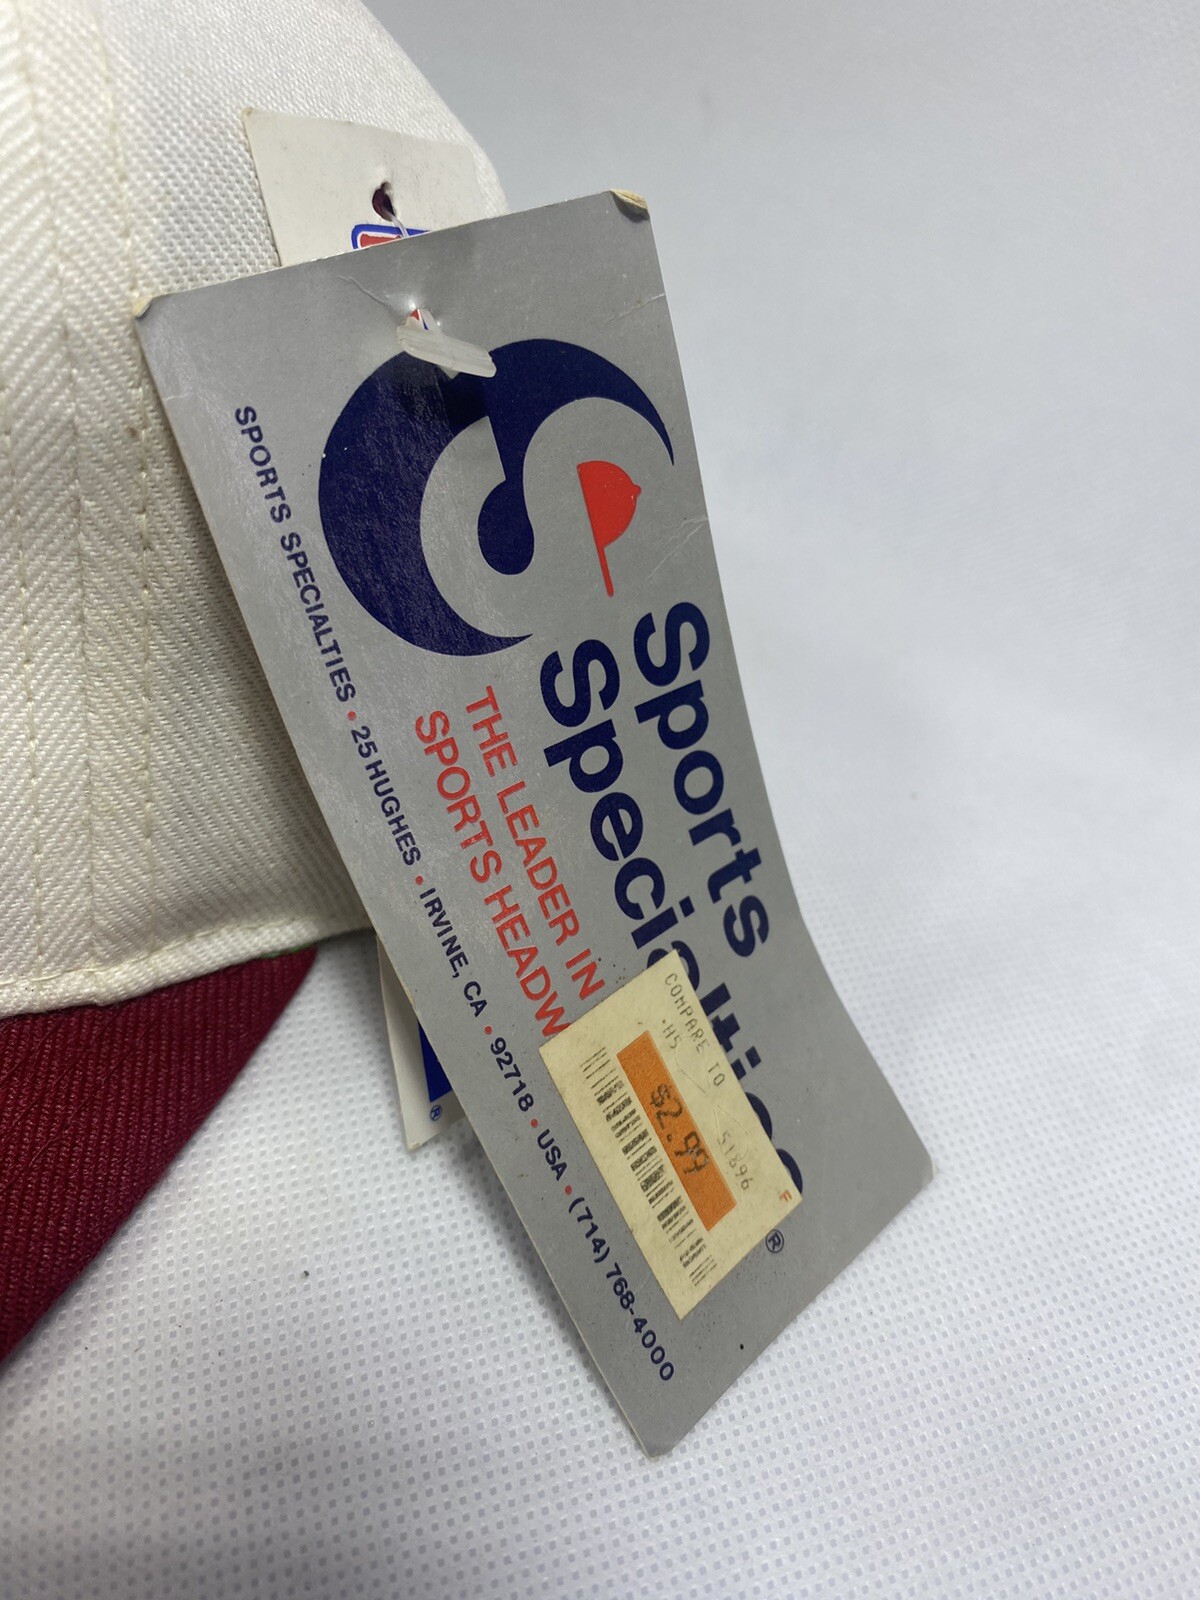 Sports
Specialties
®
THE LEADER IN
SPORTS HEADW
SPORTS SPECIALTIES • 25 HUGHES • IRVINE, CA • 92718 • USA • (714) 768-4000
COMPARE TO
51896
F
$2.99
®